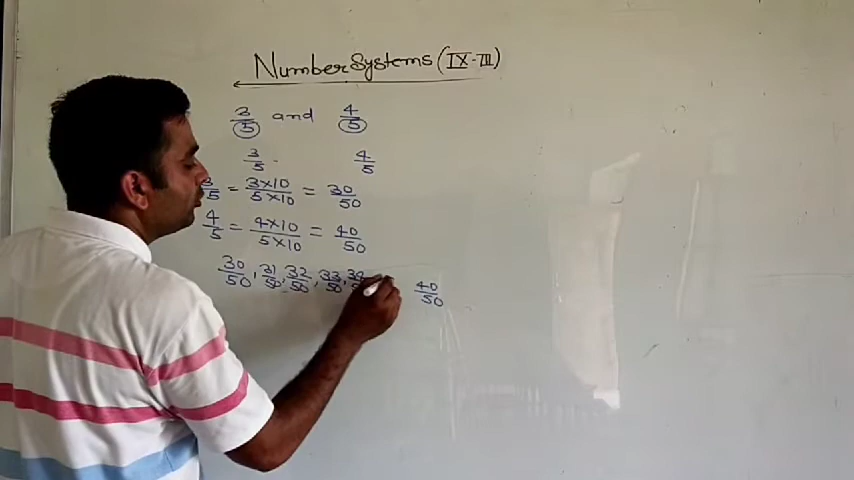 Number Systems (IX-III)
3/5 and 4/5
3/5 4/5
3/5 = 3×10/5×10 = 30/50
4/5 = 4×10/5×10 = 40/50
30/50, 31/50, 32/50, 33/50, 34 40/50